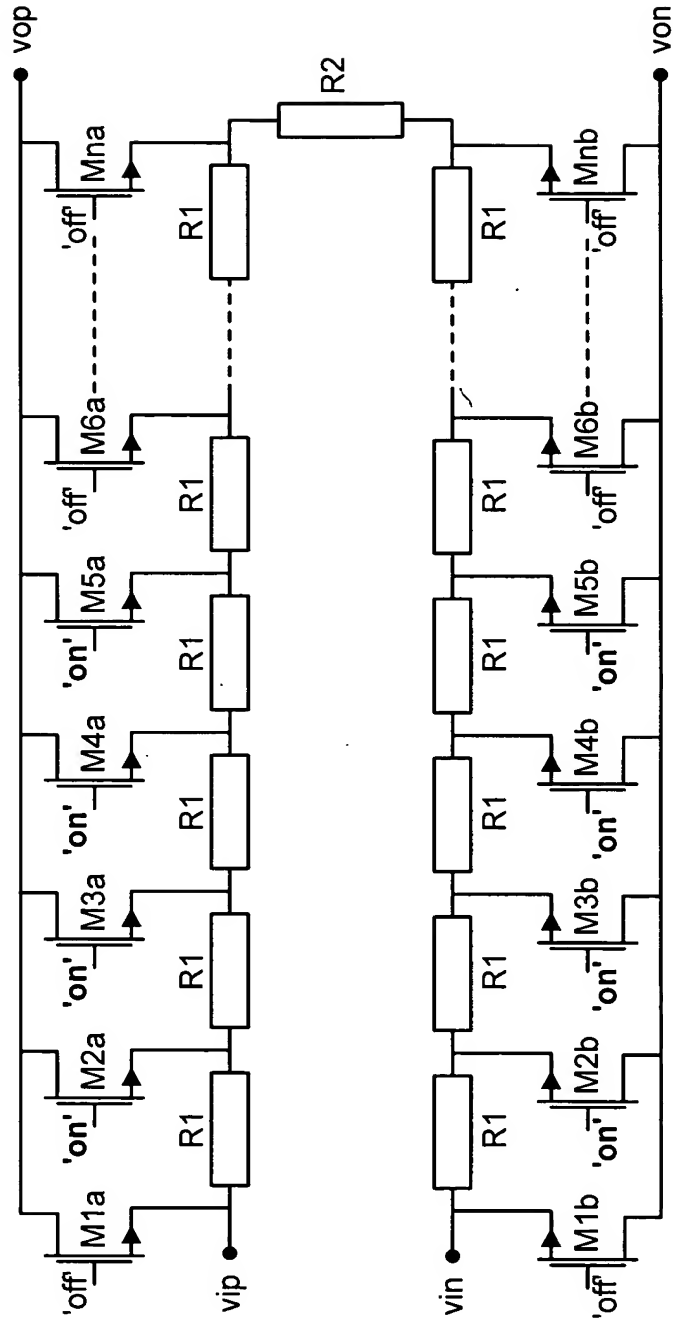 vop
M1a
M2a
M3a
M4a
M5a
M6a
Mna
'off'
'on'
'on'
'on'
'on'
'off'
'off'
R1
R1
R1
R1
R1
R1
R2
vip
vin
R1
R1
R1
R1
R1
R1
M1b
M2b
M3b
M4b
M5b
M6b
Mnb
'off'
'on'
'on'
'on'
'on'
'off'
'off'
von